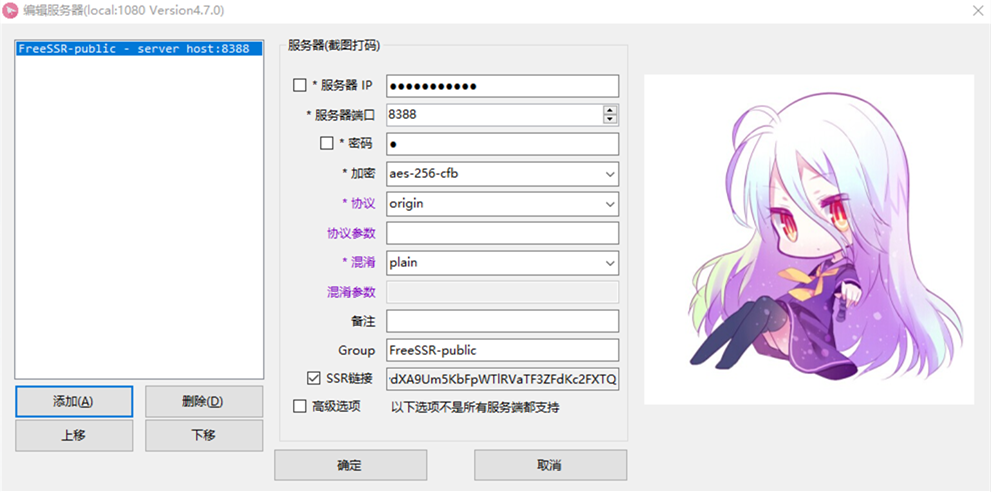 编辑服务器(local:1080 Version4.7.0)
FreeSSR-public - server host:8388
服务器(截图打码)
* 服务器 IP ●●●●●●●●●●●
* 服务器端口 8388
* 密码 ●
* 加密 aes-256-cfb
* 协议 origin
协议参数
* 混淆 plain
混淆参数
备注
Group FreeSSR-public
SSR链接 dXA9Um5KbFpWTlRVaTF3ZFdKc2FXTQ
高级选项 以下选项不是所有服务端都支持
添加(A) 删除(D)
上移 下移
确定 取消